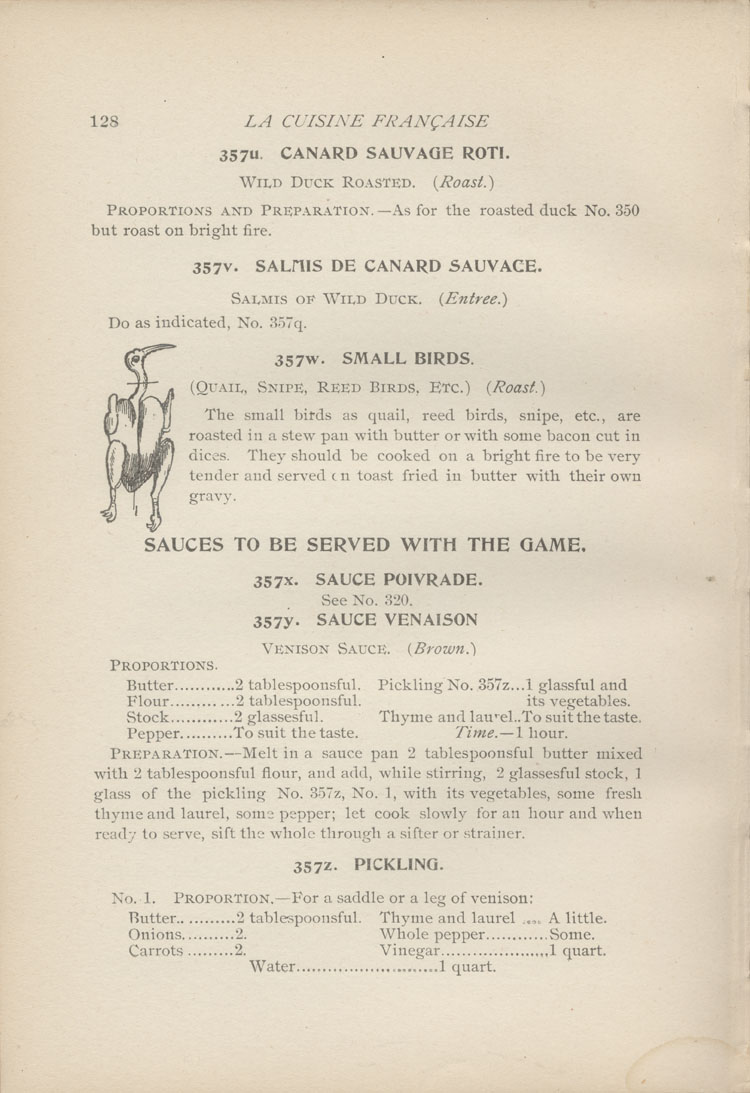 128 LA CUISINE FRANÇAISE
357u. CANARD SAUVAGE ROTI.
WILD DUCK ROASTED. (Roast.)
PROPORTIONS AND PREPARATION.—As for the roasted duck No. 350
but roast on bright fire.
357v. SALMIS DE CANARD SAUVAGE.
SALMIS OF WILD DUCK. (Entree.)
Do as indicated, No. 357q.
357w. SMALL BIRDS.
(QUAIL, SNIPE, REED BIRDS, ETC.) (Roast.)
The small birds as quail, reed birds, snipe, etc., are
roasted in a stew pan with butter or with some bacon cut in
dices. They should be cooked on a bright fire to be very
tender and served on toast fried in butter with their own
gravy.
SAUCES TO BE SERVED WITH THE GAME.
357x. SAUCE POIVRADE.
See No. 320.
357y. SAUCE VENAISON
VENISON SAUCE. (Brown.)
PROPORTIONS.
Butter............2 tablespoonsful. Pickling No. 357z...1 glassful and
Flour............2 tablespoonsful. its vegetables.
Stock............2 glassesful. Thyme and laurel..To suit the taste.
Pepper..........To suit the taste. Time.—1 hour.
PREPARATION.—Melt in a sauce pan 2 tablespoonsful butter mixed
with 2 tablespoonsful flour, and add, while stirring, 2 glassesful stock, 1
glass of the pickling No. 357z, No. 1, with its vegetables, some fresh
thyme and laurel, some pepper; let cook slowly for an hour and when
ready to serve, sift the whole through a sifter or strainer.
357z. PICKLING.
No. 1. PROPORTION.—For a saddle or a leg of venison:
Butter...........2 tablespoonsful. Thyme and laurel .... A little.
Onions..........2. Whole pepper............Some.
Carrots .........2. Vinegar.....................1 quart.
Water...........................1 quart.